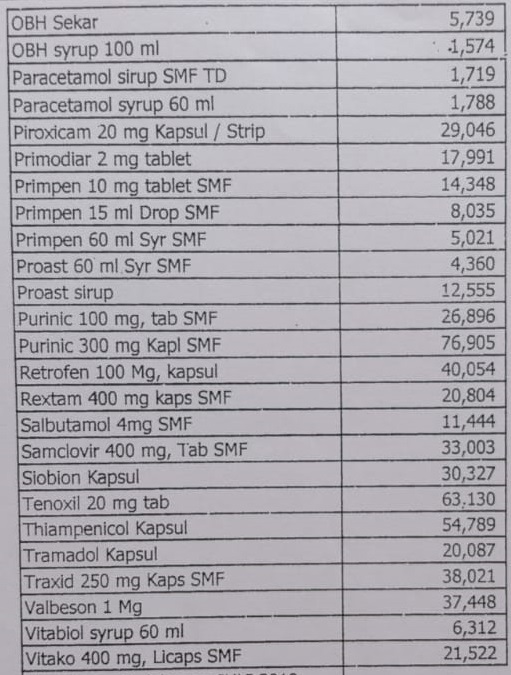 OBH Sekar 5,739
OBH syrup 100 ml 1,574
Paracetamol sirup SMF TD 1,719
Paracetamol syrup 60 ml 1,788
Piroxicam 20 mg Kapsul / Strip 29,046
Primodiar 2 mg tablet 17,991
Primpen 10 mg tablet SMF 14,348
Primpen 15 ml Drop SMF 8,035
Primpen 60 ml Syr SMF 5,021
Proast 60 ml Syr SMF 4,360
Proast sirup 12,555
Purinic 100 mg, tab SMF 26,896
Purinic 300 mg Kapl SMF 76,905
Retrofen 100 Mg, kapsul 40,054
Rextam 400 mg kaps SMF 20,804
Salbutamol 4mg SMF 11,444
Samclovir 400 mg, Tab SMF 33,003
Siobion Kapsul 30,327
Tenoxil 20 mg tab 63,130
Thiampenicol Kapsul 54,789
Tramadol Kapsul 20,087
Traxid 250 mg Kaps SMF 38,021
Valbeson 1 Mg 37,448
Vitabiol syrup 60 ml 6,312
Vitako 400 mg, Licaps SMF 21,522